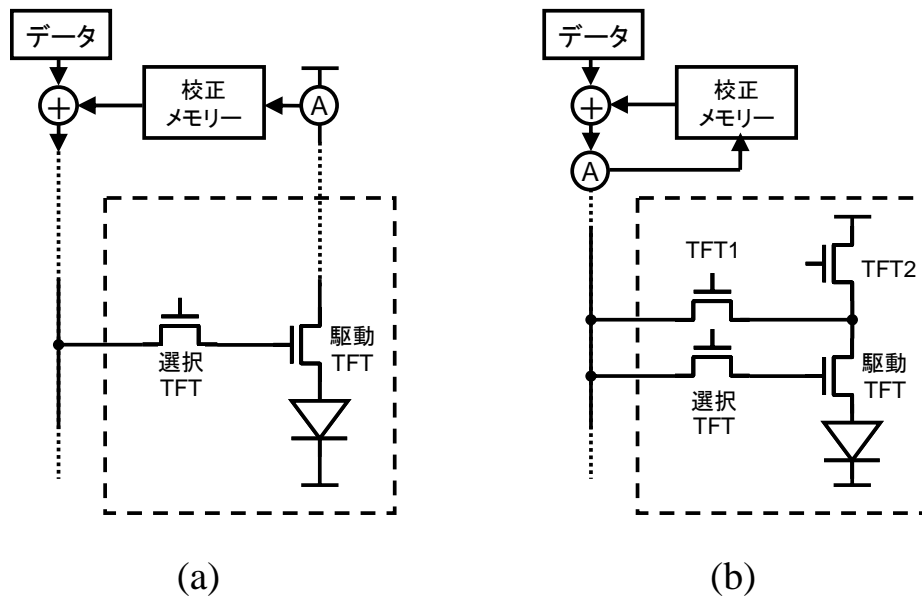 データ
校正
メモリー
A
+
選択
TFT
駆動
TFT
(a)
データ
校正
メモリー
+
A
TFT1
TFT2
選択
TFT
駆動
TFT
(b)